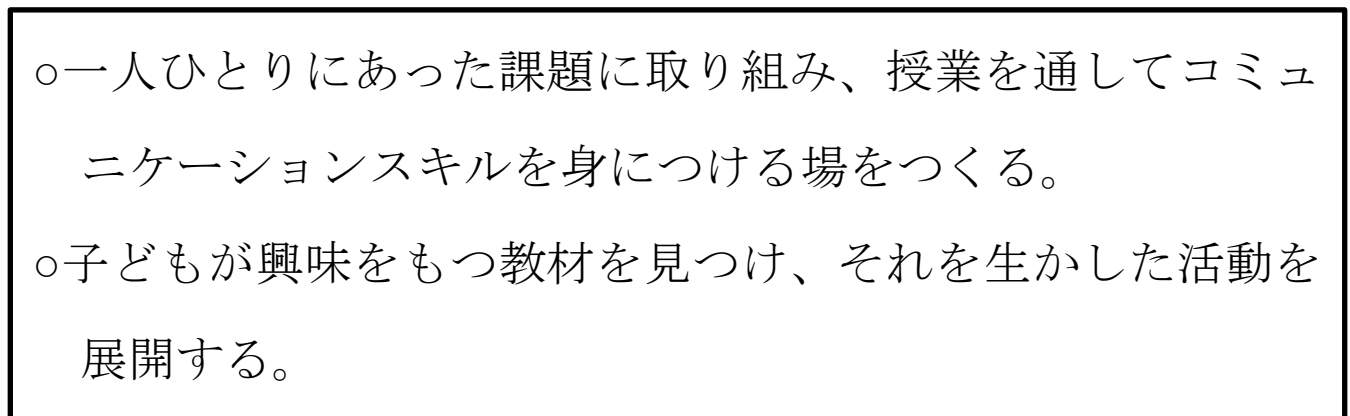 ○一人ひとりにあった課題に取り組み、授業を通してコミュ
ニケーションスキルを身につける場をつくる。
○子どもが興味をもつ教材を見つけ、それを生かした活動を
展開する。